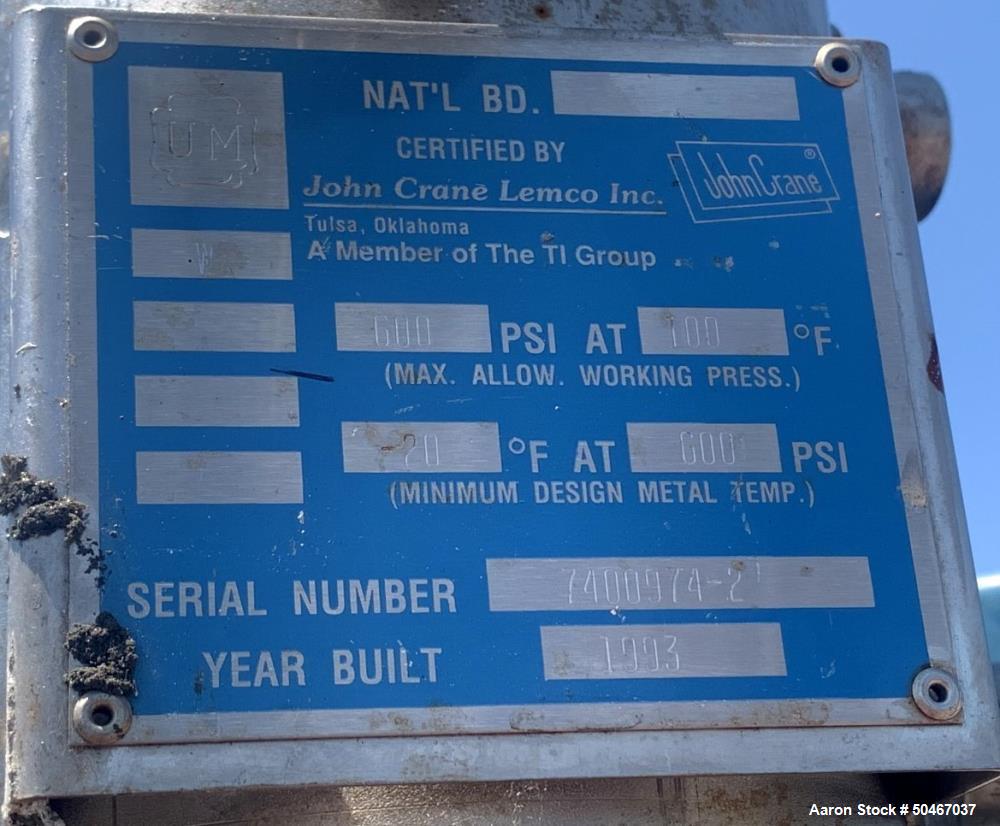 UM
NAT'L BD.
CERTIFIED BY
John Crane Lemco Inc.
JohnCrane®
Tulsa, Oklahoma
A Member of The TI Group
W
600 PSI AT 100 °F
(MAX. ALLOW. WORKING PRESS.)
20 °F AT 600 PSI
(MINIMUM DESIGN METAL TEMP.)
SERIAL NUMBER 7400974-2
YEAR BUILT 1993
Aaron Stock # 50467037